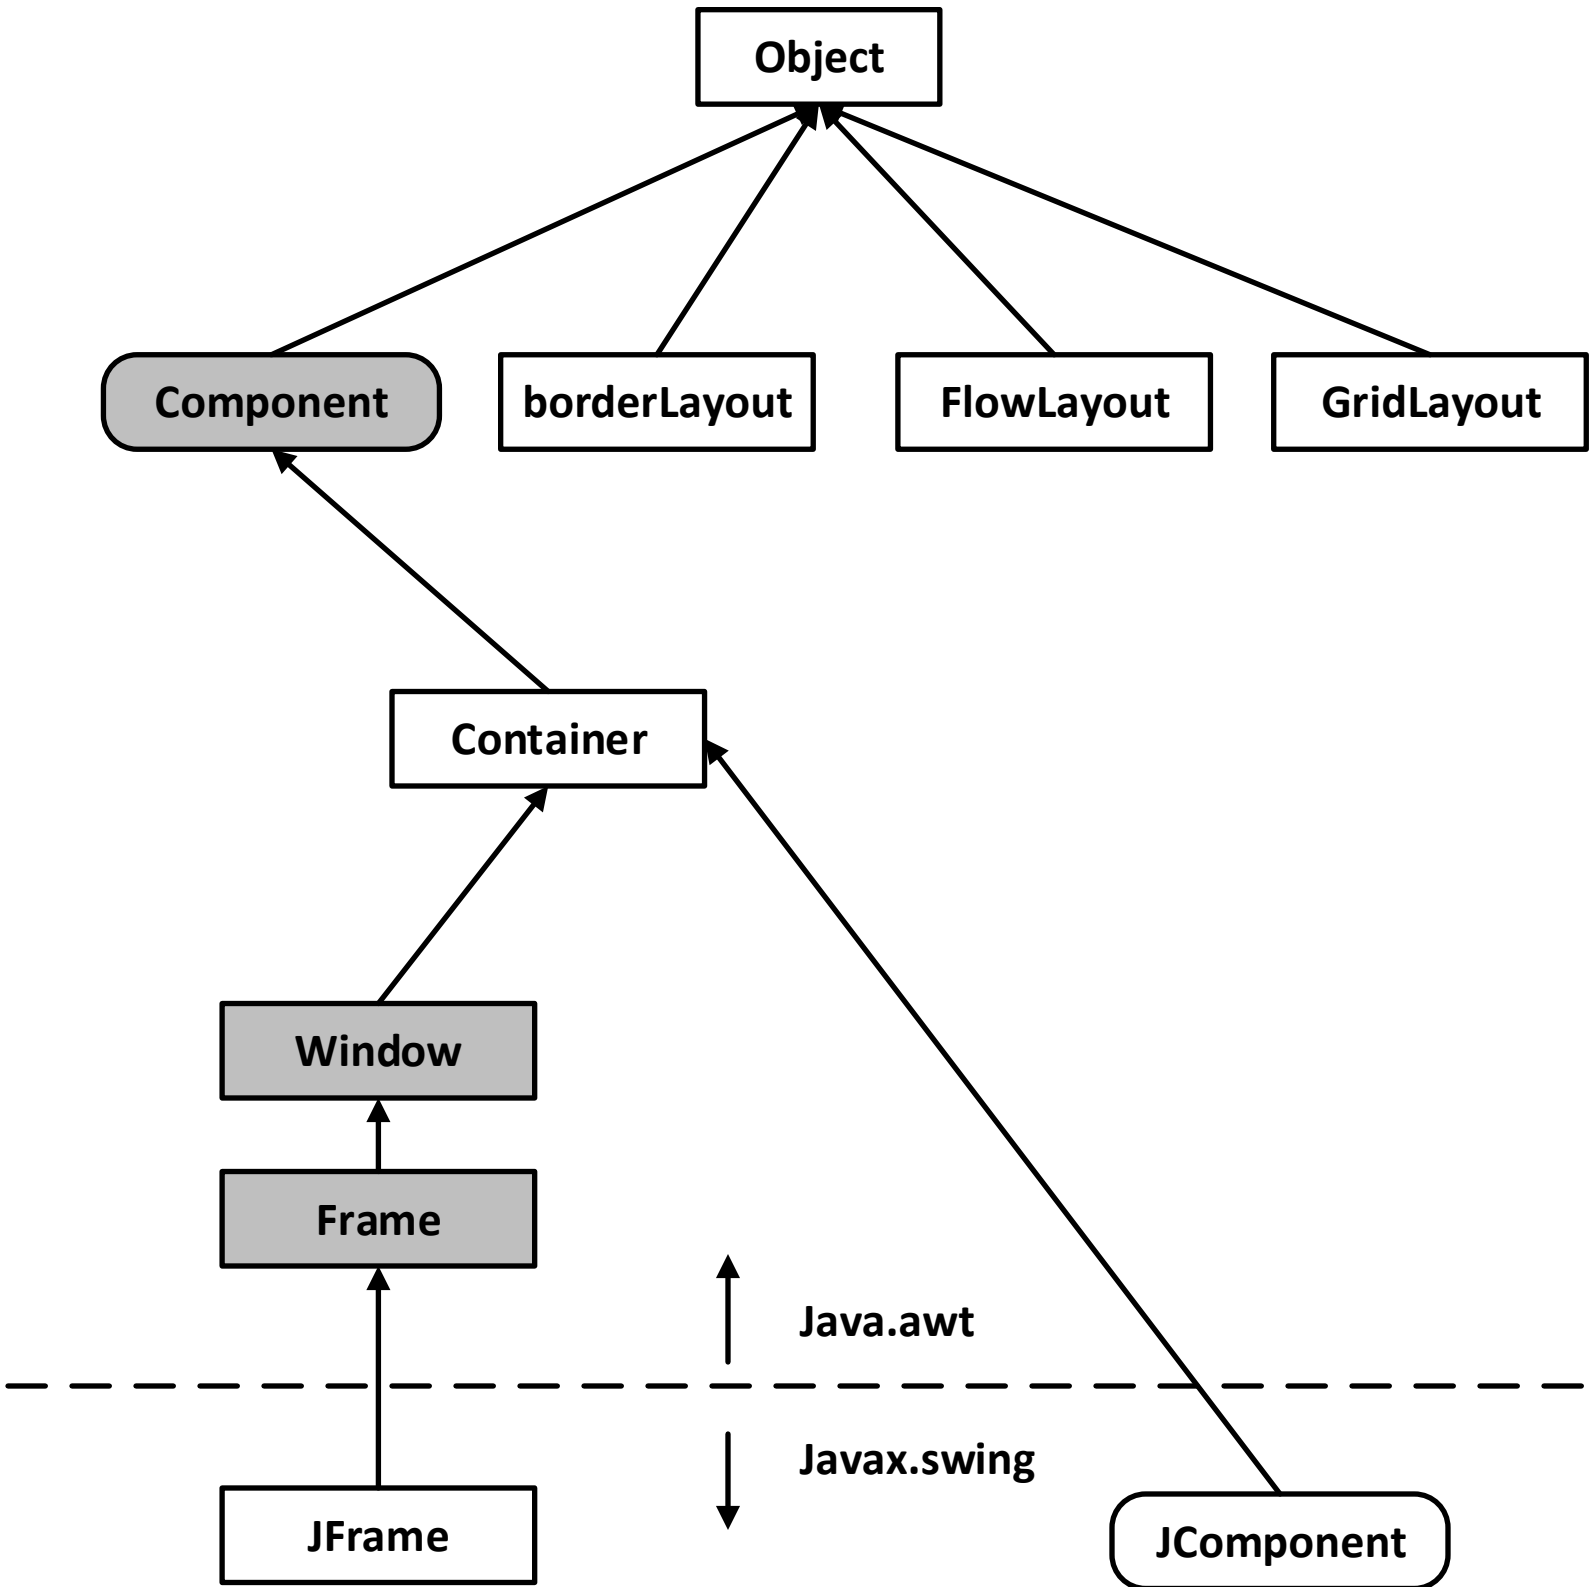 Object
Component
borderLayout
FlowLayout
GridLayout
Container
Window
Frame
Java.awt
Javax.swing
JFrame
JComponent